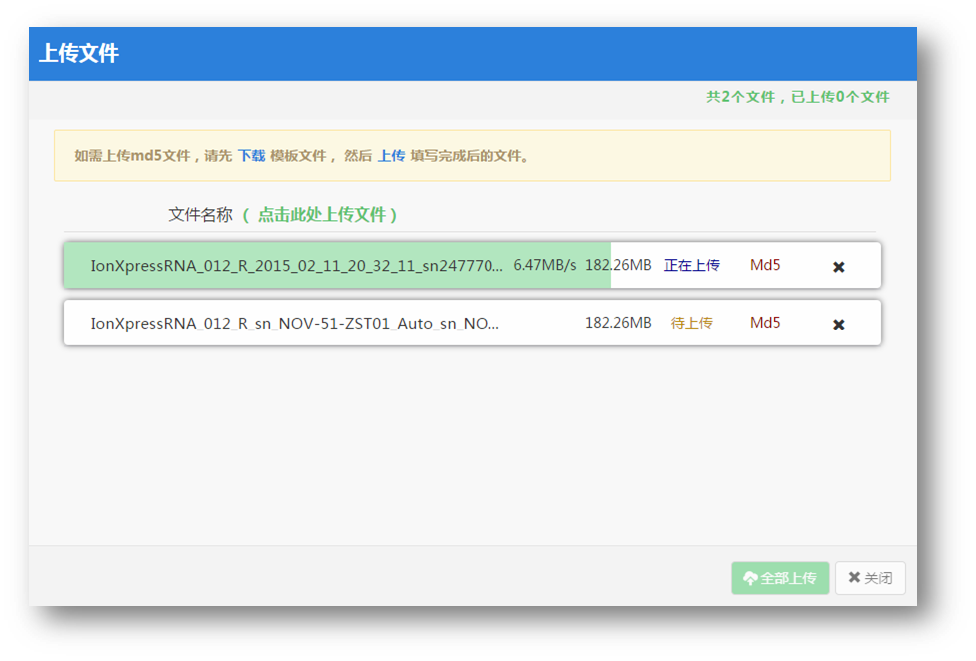 上传文件
共2个文件，已上传0个文件
如需上传md5文件，请先 下载 模板文件， 然后 上传 填写完成后的文件。
文件名称（ 点击此处上传文件 ）
IonXpressRNA_012_R_2015_02_11_20_32_11_sn247770... 6.47MB/s 182.26MB 正在上传 Md5 ✖
IonXpressRNA_012_R_sn_NOV-51-ZST01_Auto_sn_NO... 182.26MB 待上传 Md5 ✖
全部上传 ✖ 关闭